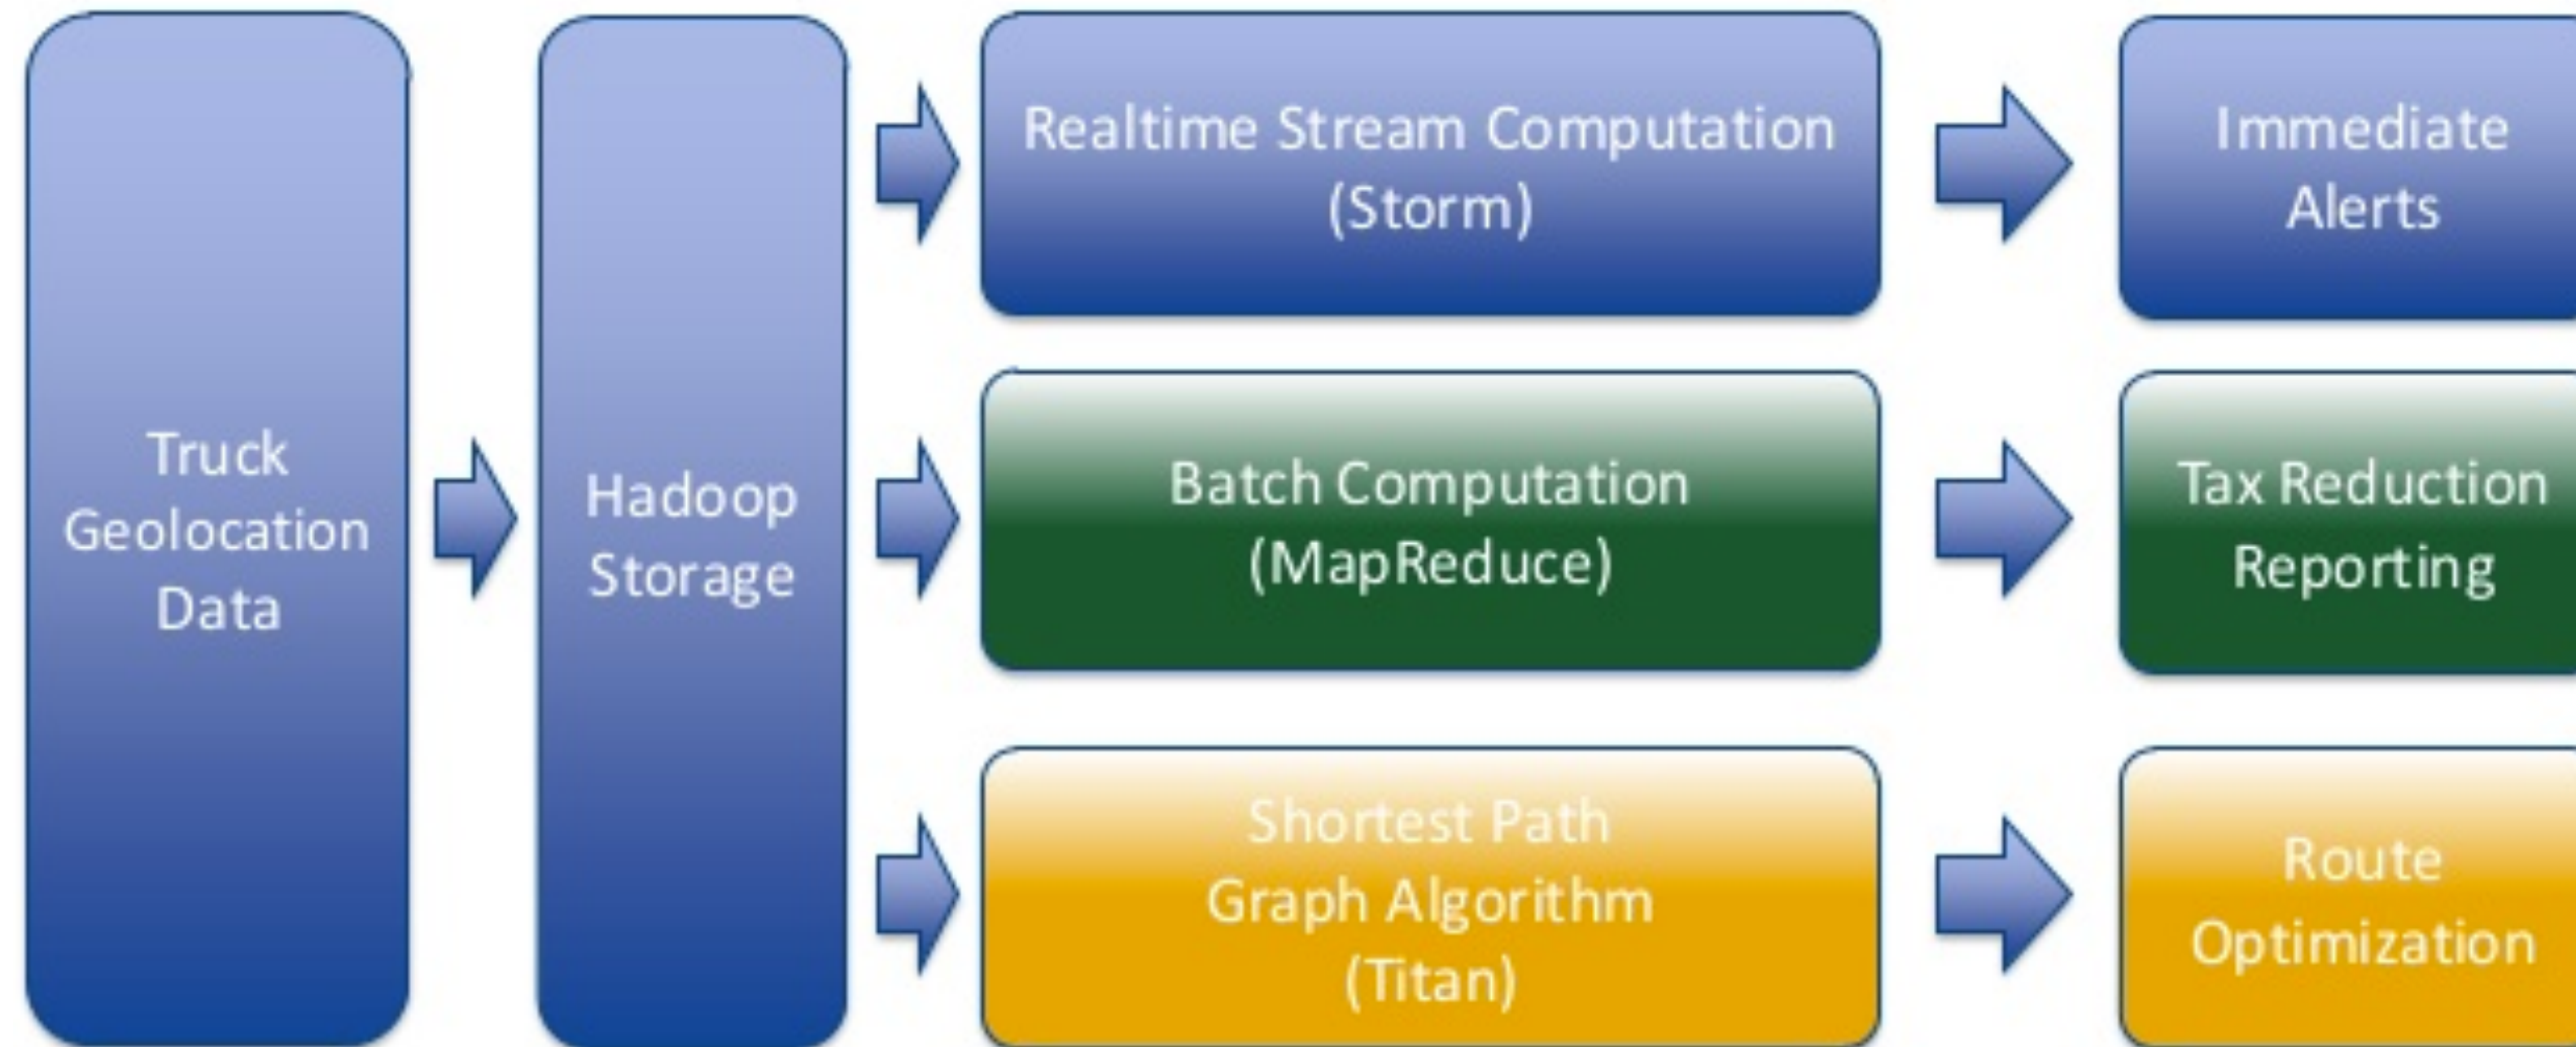 Truck
Geolocation
Data
Hadoop
Storage
Realtime Stream Computation
(Storm)
Immediate
Alerts
Batch Computation
(MapReduce)
Tax Reduction
Reporting
Shortest Path
Graph Algorithm
(Titan)
Route
Optimization